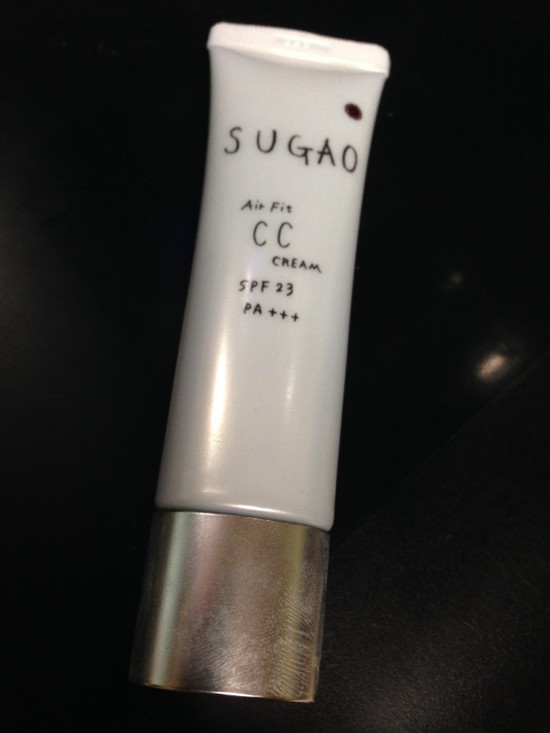 SUGAO
Air Fit
CC
CREAM
SPF 23
PA +++